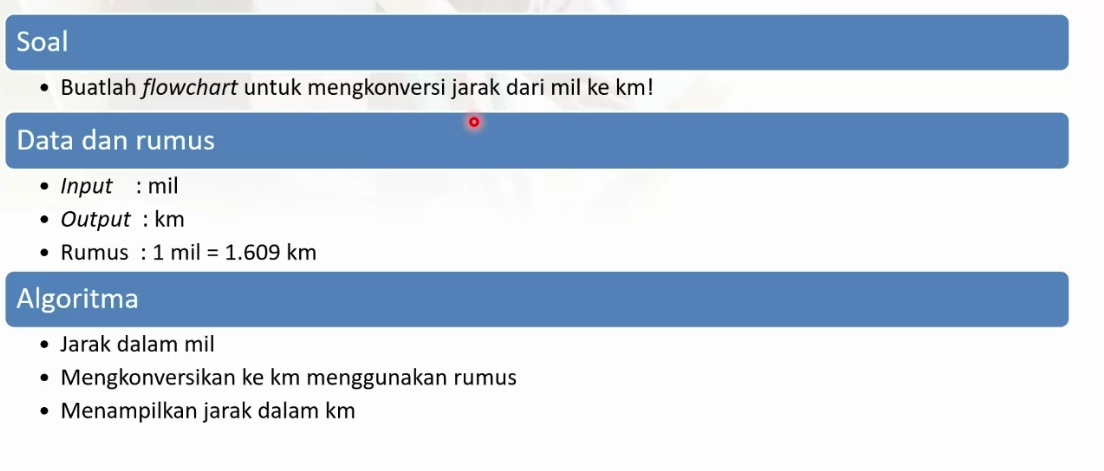 Soal
• Buatlah flowchart untuk mengkonversi jarak dari mil ke km!
Data dan rumus
• Input : mil
• Output : km
• Rumus : 1 mil = 1.609 km
Algoritma
• Jarak dalam mil
• Mengkonversikan ke km menggunakan rumus
• Menampilkan jarak dalam km